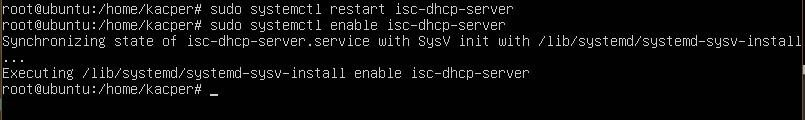 root@ubuntu:/home/kacper# sudo systemctl restart isc-dhcp-server
root@ubuntu:/home/kacper# sudo systemctl enable isc-dhcp-server
Synchronizing state of isc-dhcp-server.service with SysV init with /lib/systemd/systemd-sysv-install
...
Executing /lib/systemd/systemd-sysv-install enable isc-dhcp-server
root@ubuntu:/home/kacper# _